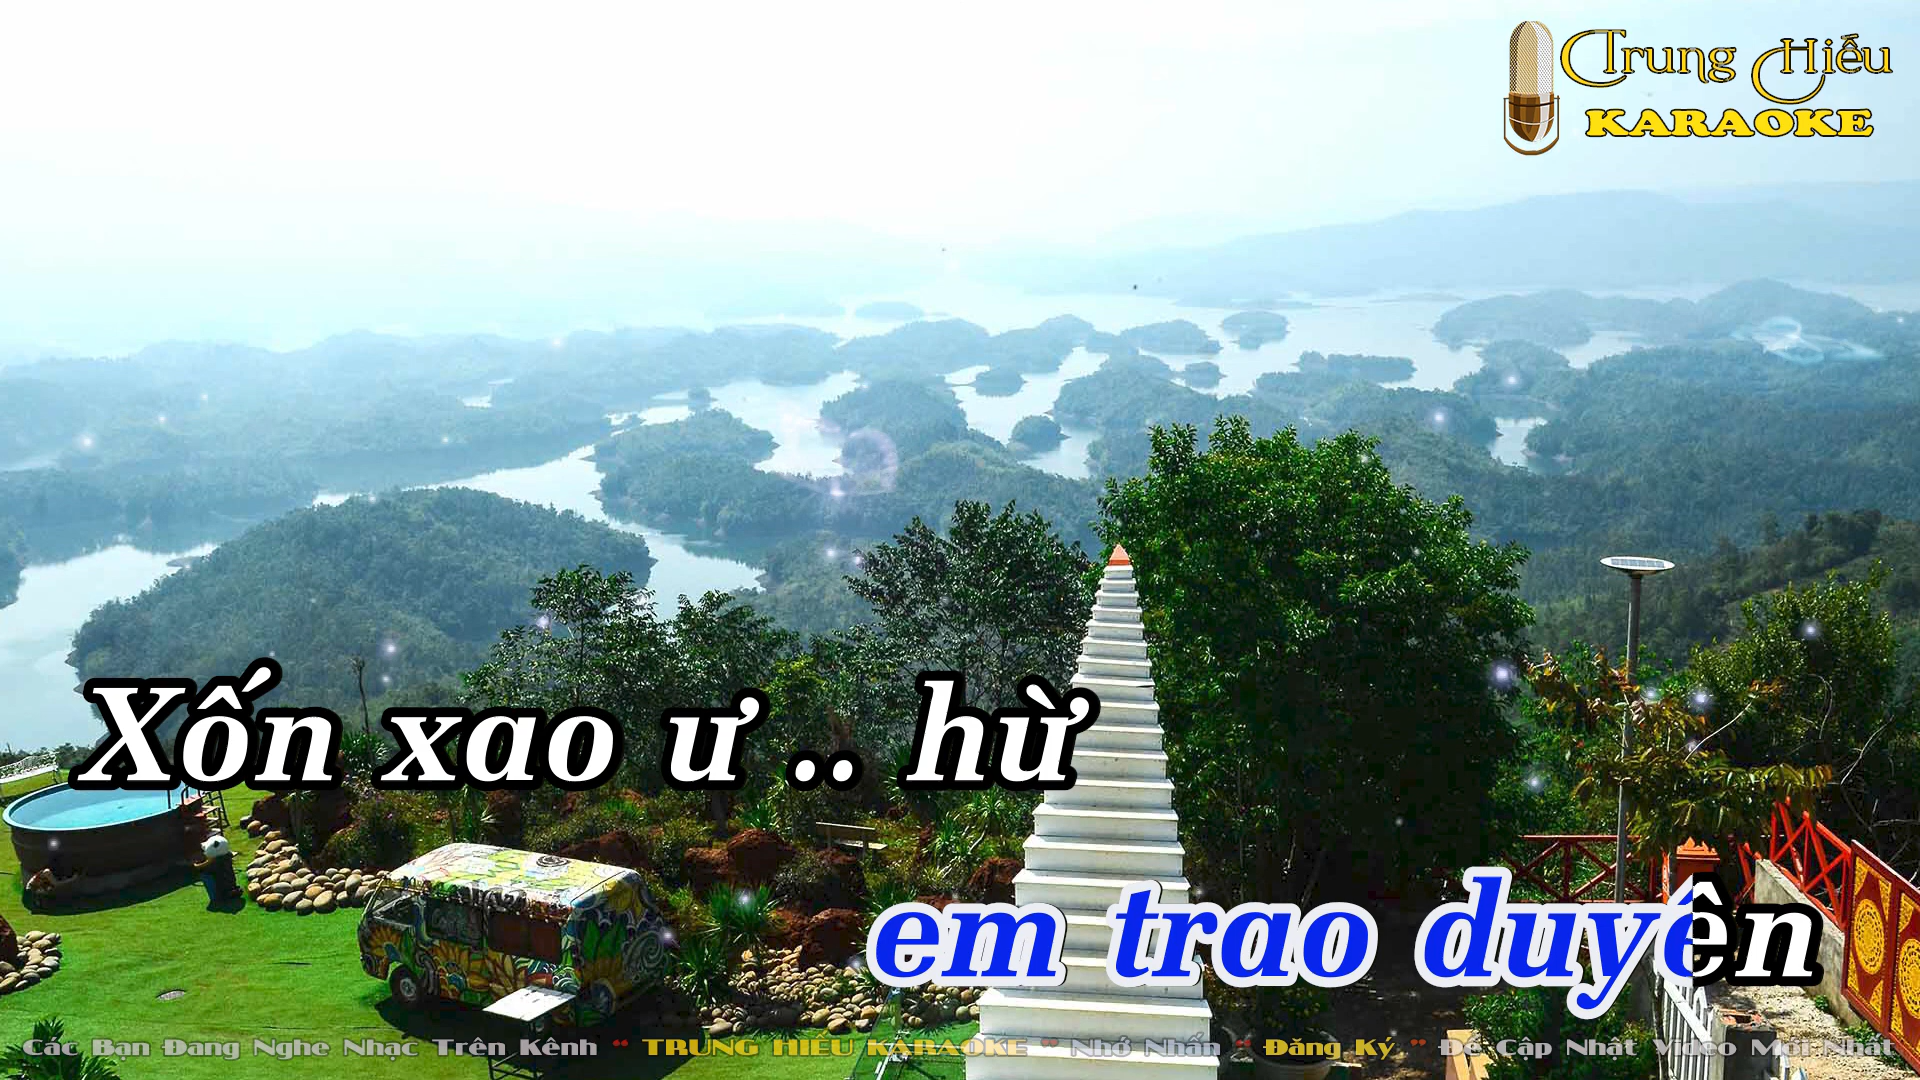 Trung Hiếu
KARAOKE
Xốn xao ư .. hừ
em trao duyên
Các Bạn Đang Nghe Nhạc Trên Kênh " TRUNG HIẾU KARAOKE " Nhớ Nhấn " Đăng Ký " Để Cập Nhật Video Mới Nhất